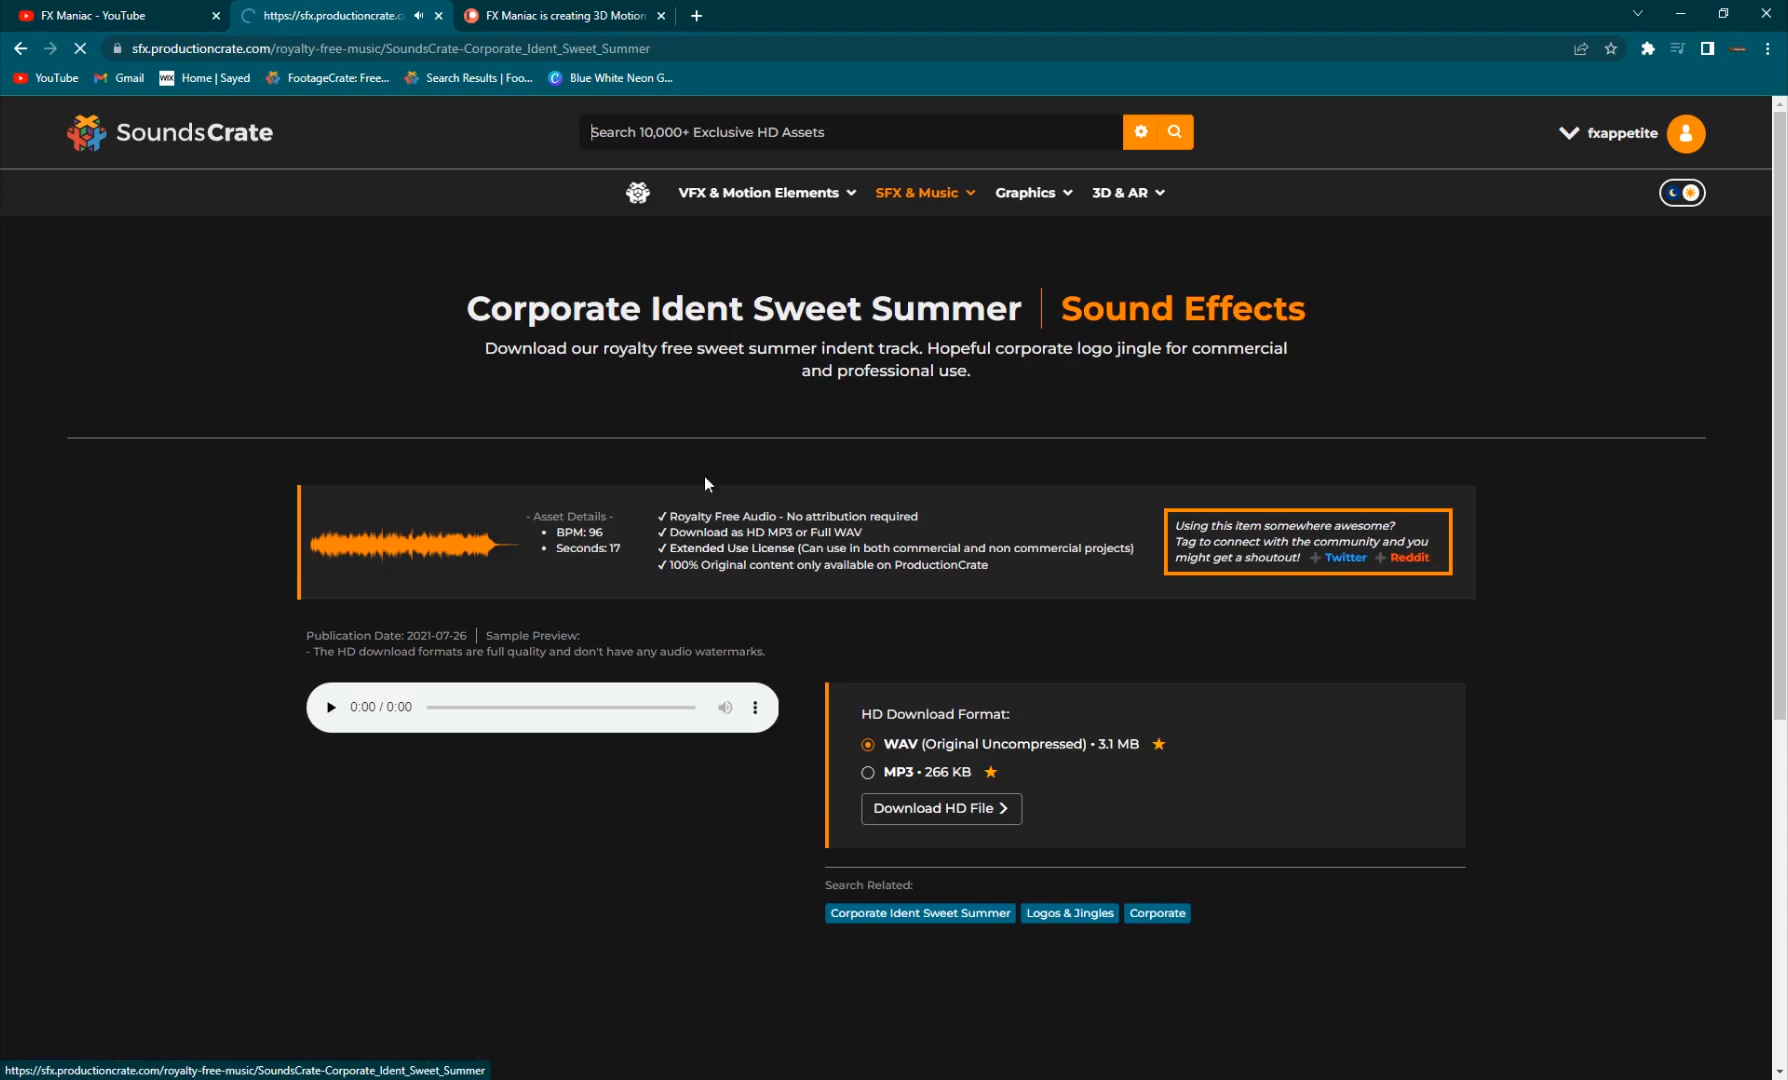 FX Maniac - YouTube
https://sfx.productioncrate.c
FX Maniac is creating 3D Motion
sfx.productioncrate.com/royalty-free-music/SoundsCrate-Corporate_Ident_Sweet_Summer
YouTube
Gmail
WIX Home | Sayed
FootageCrate: Free...
Search Results | Foo...
Blue White Neon G...
SoundsCrate
Search 10,000+ Exclusive HD Assets
fxappetite
VFX & Motion Elements
SFX & Music
Graphics
3D & AR
Corporate Ident Sweet Summer | Sound Effects
Download our royalty free sweet summer indent track. Hopeful corporate logo jingle for commercial
and professional use.
- Asset Details -
• BPM: 96
• Seconds: 17
✓ Royalty Free Audio - No attribution required
✓ Download as HD MP3 or Full WAV
✓ Extended Use License (Can use in both commercial and non commercial projects)
✓ 100% Original content only available on ProductionCrate
Using this item somewhere awesome?
Tag to connect with the community and you
might get a shoutout! + Twitter + Reddit
Publication Date: 2021-07-26 | Sample Preview:
- The HD download formats are full quality and don't have any audio watermarks.
0:00 / 0:00
HD Download Format:
WAV (Original Uncompressed) • 3.1 MB ★
MP3 • 266 KB ★
Download HD File
Search Related:
Corporate Ident Sweet Summer
Logos & Jingles
Corporate
https://sfx.productioncrate.com/royalty-free-music/SoundsCrate-Corporate_Ident_Sweet_Summer